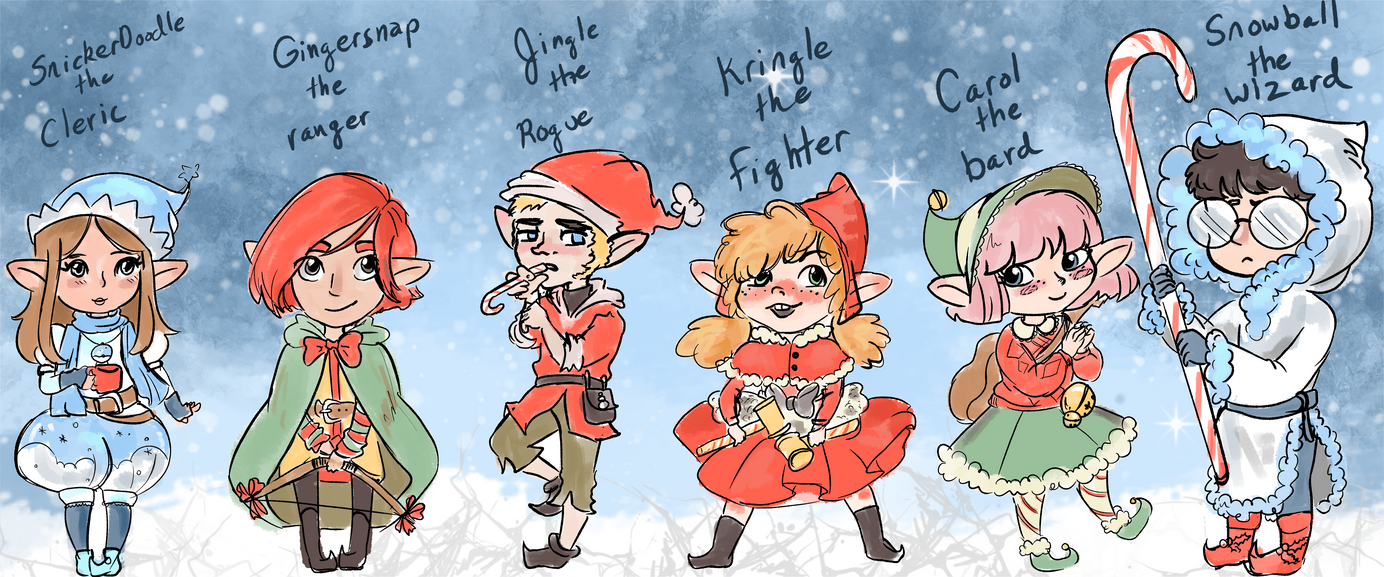 SnickerDoodle
the
Cleric
Gingersnap
the
ranger
Jingle
the
Rogue
Kringle
the
fighter
Carol
the
bard
Snowball
the
wizard